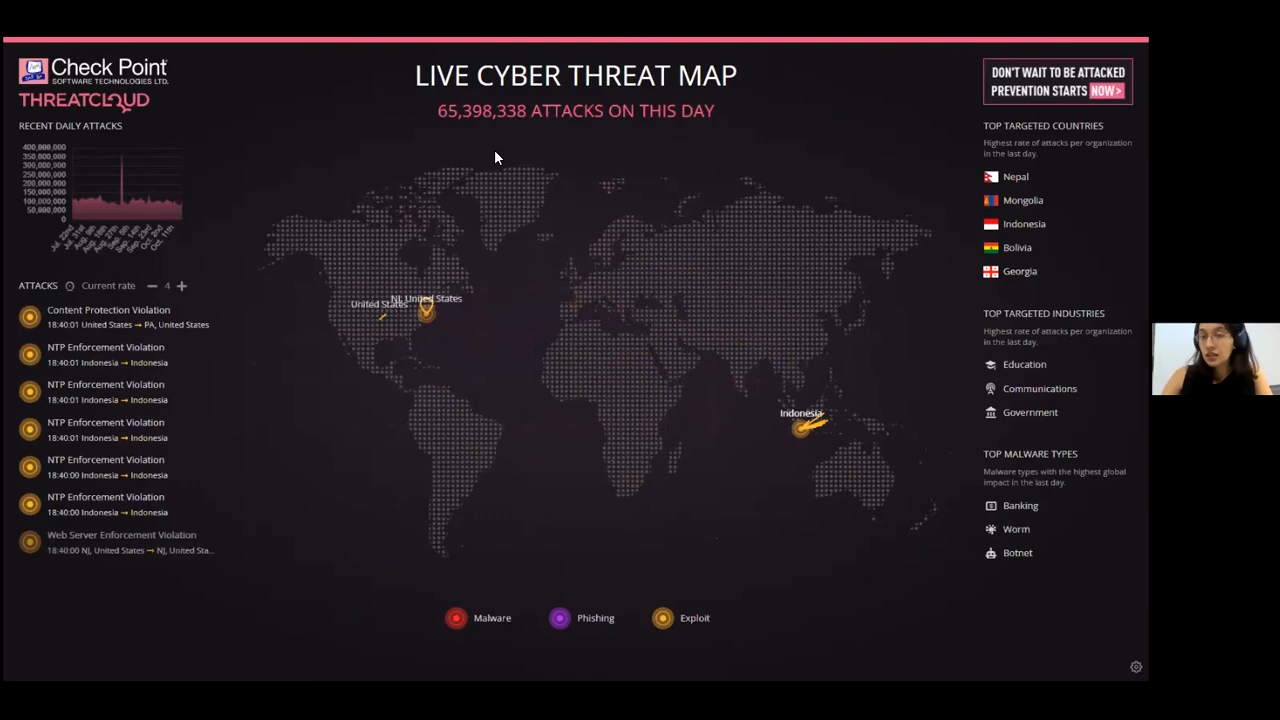 Check Point
SOFTWARE TECHNOLOGIES LTD.
THREATCLOUD
RECENT DAILY ATTACKS
400,000,000
350,000,000
300,000,000
250,000,000
200,000,000
150,000,000
100,000,000
50,000,000
0
ATTACKS Current rate — 4 +
Content Protection Violation
18:40:01 United States → PA, United States
NTP Enforcement Violation
18:40:01 Indonesia → Indonesia
NTP Enforcement Violation
18:40:01 Indonesia → Indonesia
NTP Enforcement Violation
18:40:01 Indonesia → Indonesia
NTP Enforcement Violation
18:40:00 Indonesia → Indonesia
NTP Enforcement Violation
18:40:00 Indonesia → Indonesia
Web Server Enforcement Violation
18:40:00 NJ, United States → NJ, United Sta...
LIVE CYBER THREAT MAP
65,398,338 ATTACKS ON THIS DAY
NJ, United States
United States
Indonesia
Malware Phishing Exploit
DON'T WAIT TO BE ATTACKED
PREVENTION STARTS NOW>
TOP TARGETED COUNTRIES
Highest rate of attacks per organization
in the last day.
Nepal
Mongolia
Indonesia
Bolivia
Georgia
TOP TARGETED INDUSTRIES
Highest rate of attacks per organization
in the last day.
Education
Communications
Government
TOP MALWARE TYPES
Malware types with the highest global
impact in the last day.
Banking
Worm
Botnet